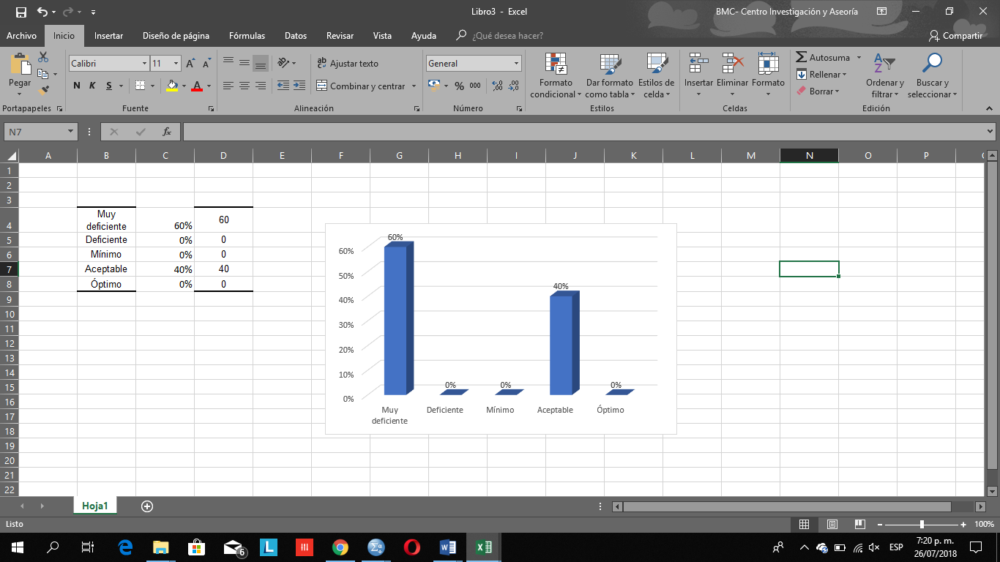 Libro3 - Excel
BMC- Centro Investigación y Aseoría
Archivo Inicio Insertar Diseño de página Fórmulas Datos Revisar Vista Ayuda ¿Qué desea hacer? Compartir
Pegar
Calibri 11
N K S
A A
A
ab Ajustar texto
Combinar y centrar
General
% 000
Formato condicional
Dar formato como tabla
Estilos de celda
Insertar Eliminar Formato
Autosuma
Rellenar
Borrar
Ordenar y filtrar
Buscar y seleccionar
Portapapeles Fuente Alineación Número Estilos Celdas Edición
N7 fx
A B C D E F G H I J K L M N O P
1
2
3
4 Muy deficiente 60% 60
5 Deficiente 0% 0
6 Mínimo 0% 0
7 Aceptable 40% 40
8 Óptimo 0% 0
9
10
11
12
13
14
15
16
17
18
19
20
21
22
60%
50%
40%
30%
20%
10%
0%
60% 0% 0% 40% 0%
Muy deficiente Deficiente Mínimo Aceptable Óptimo
Hoja1
Listo 100%
6 L ESP
7:20 p. m.
26/07/2018